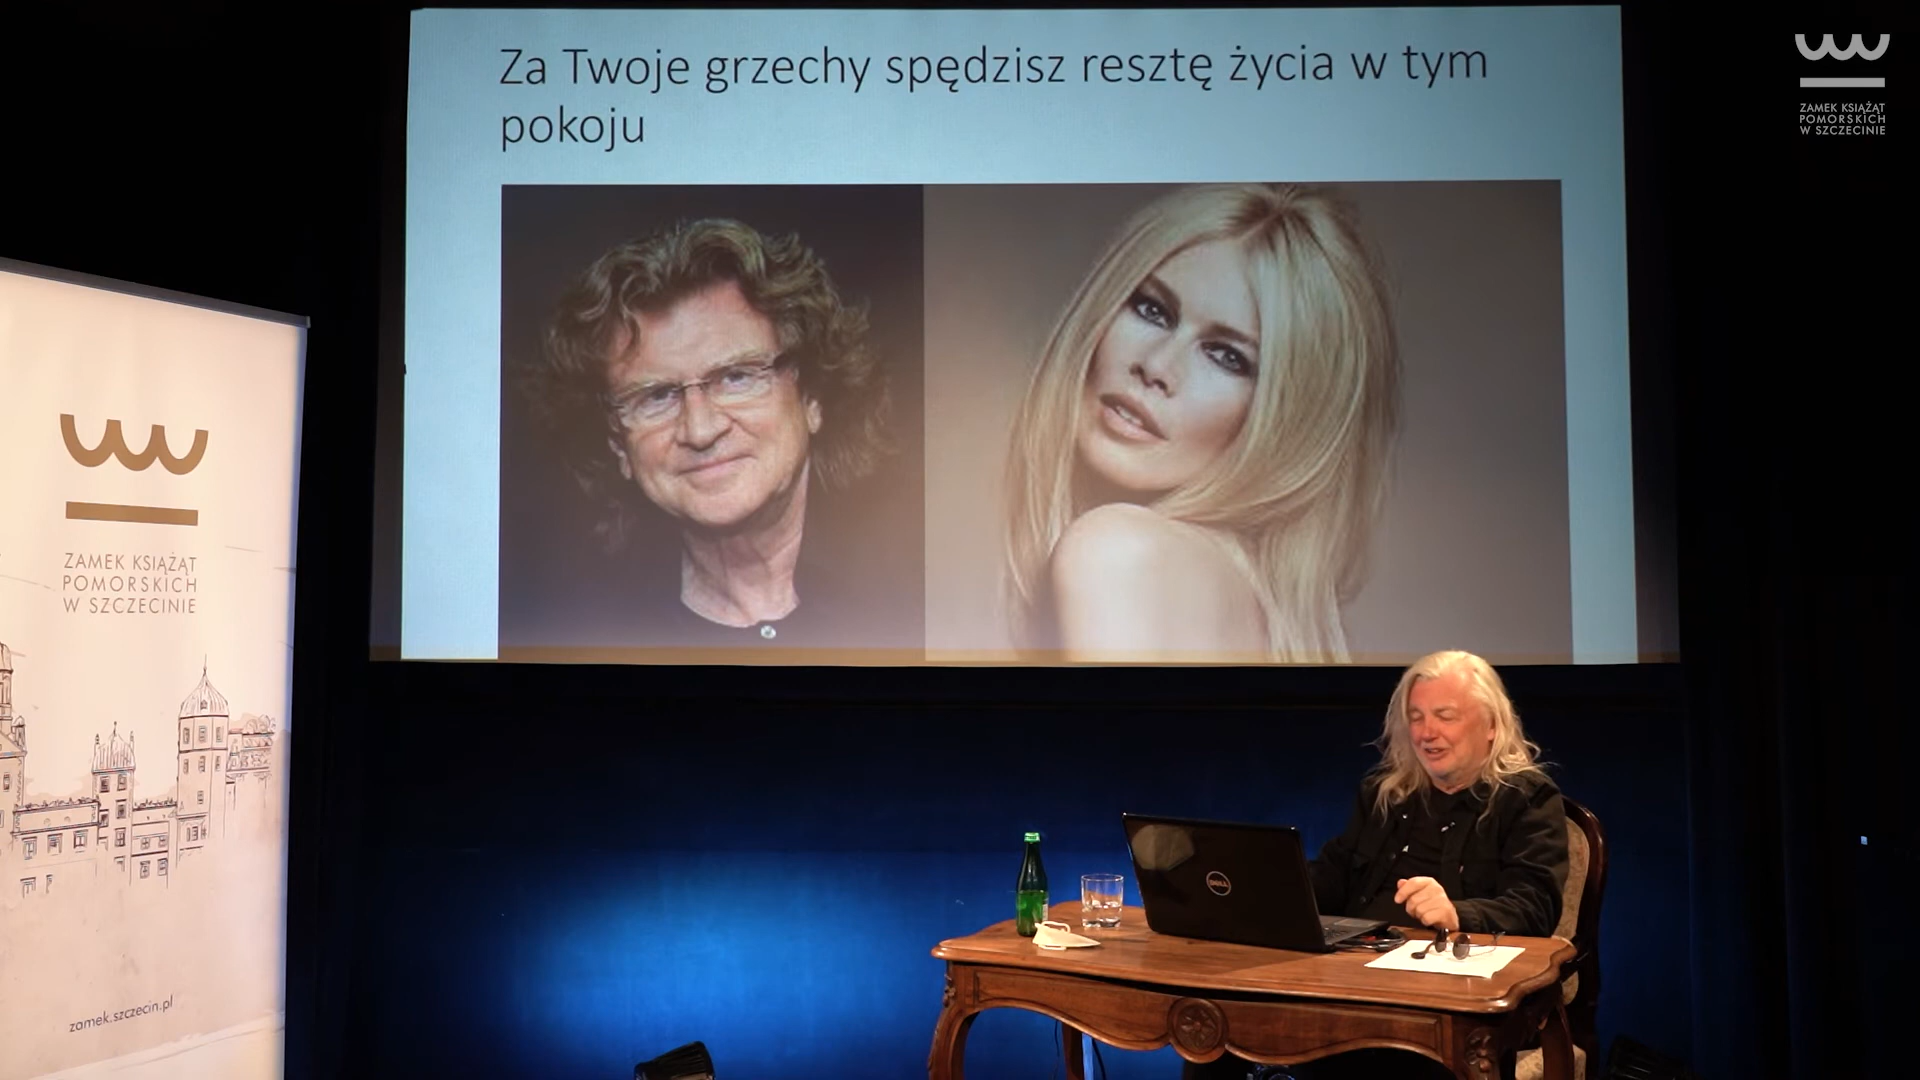 Za Twoje grzechy spędzisz resztę życia w tym
pokoju
ZAMEK KSIĄŻĄT
POMORSKICH
W SZCZECINIE
ZAMEK KSIĄŻĄT
POMORSKICH
W SZCZECINIE
zamek.szczecin.pl
DELL